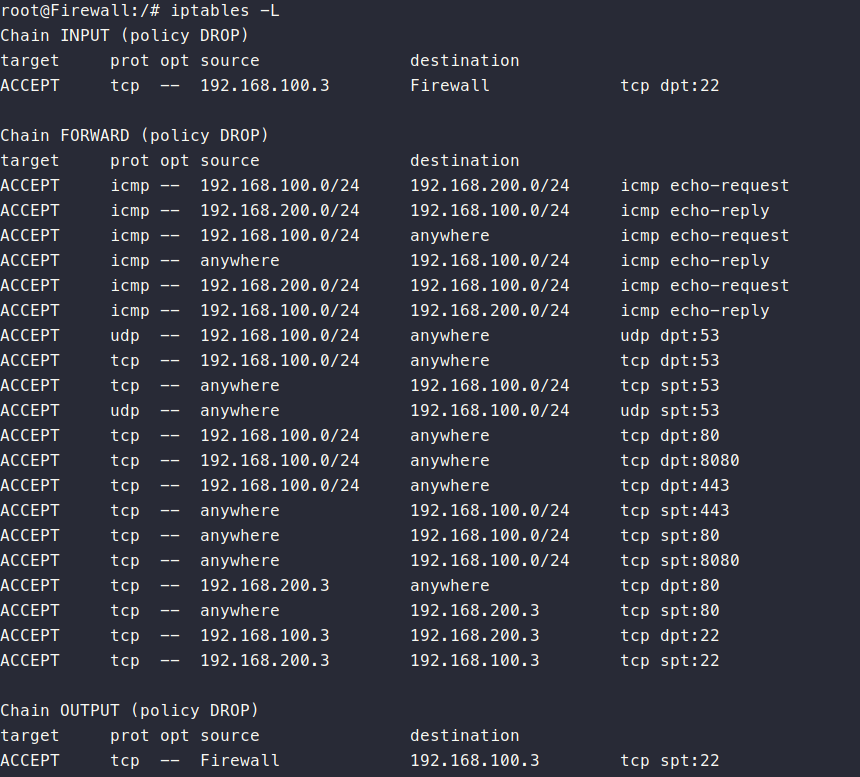 root@Firewall:/# iptables -L
Chain INPUT (policy DROP)
target     prot opt source               destination
ACCEPT     tcp  --  192.168.100.3        Firewall             tcp dpt:22

Chain FORWARD (policy DROP)
target     prot opt source               destination
ACCEPT     icmp --  192.168.100.0/24     192.168.200.0/24     icmp echo-request
ACCEPT     icmp --  192.168.200.0/24     192.168.100.0/24     icmp echo-reply
ACCEPT     icmp --  192.168.100.0/24     anywhere             icmp echo-request
ACCEPT     icmp --  anywhere             192.168.100.0/24     icmp echo-reply
ACCEPT     icmp --  192.168.200.0/24     192.168.100.0/24     icmp echo-request
ACCEPT     icmp --  192.168.100.0/24     192.168.200.0/24     icmp echo-reply
ACCEPT     udp  --  192.168.100.0/24     anywhere             udp dpt:53
ACCEPT     tcp  --  192.168.100.0/24     anywhere             tcp dpt:53
ACCEPT     tcp  --  anywhere             192.168.100.0/24     tcp spt:53
ACCEPT     udp  --  anywhere             192.168.100.0/24     udp spt:53
ACCEPT     tcp  --  192.168.100.0/24     anywhere             tcp dpt:80
ACCEPT     tcp  --  192.168.100.0/24     anywhere             tcp dpt:8080
ACCEPT     tcp  --  192.168.100.0/24     anywhere             tcp dpt:443
ACCEPT     tcp  --  anywhere             192.168.100.0/24     tcp spt:443
ACCEPT     tcp  --  anywhere             192.168.100.0/24     tcp spt:80
ACCEPT     tcp  --  anywhere             192.168.100.0/24     tcp spt:8080
ACCEPT     tcp  --  192.168.200.3        anywhere             tcp dpt:80
ACCEPT     tcp  --  anywhere             192.168.200.3        tcp spt:80
ACCEPT     tcp  --  192.168.100.3        192.168.200.3        tcp dpt:22
ACCEPT     tcp  --  192.168.200.3        192.168.100.3        tcp spt:22

Chain OUTPUT (policy DROP)
target     prot opt source               destination
ACCEPT     tcp  --  Firewall             192.168.100.3        tcp spt:22